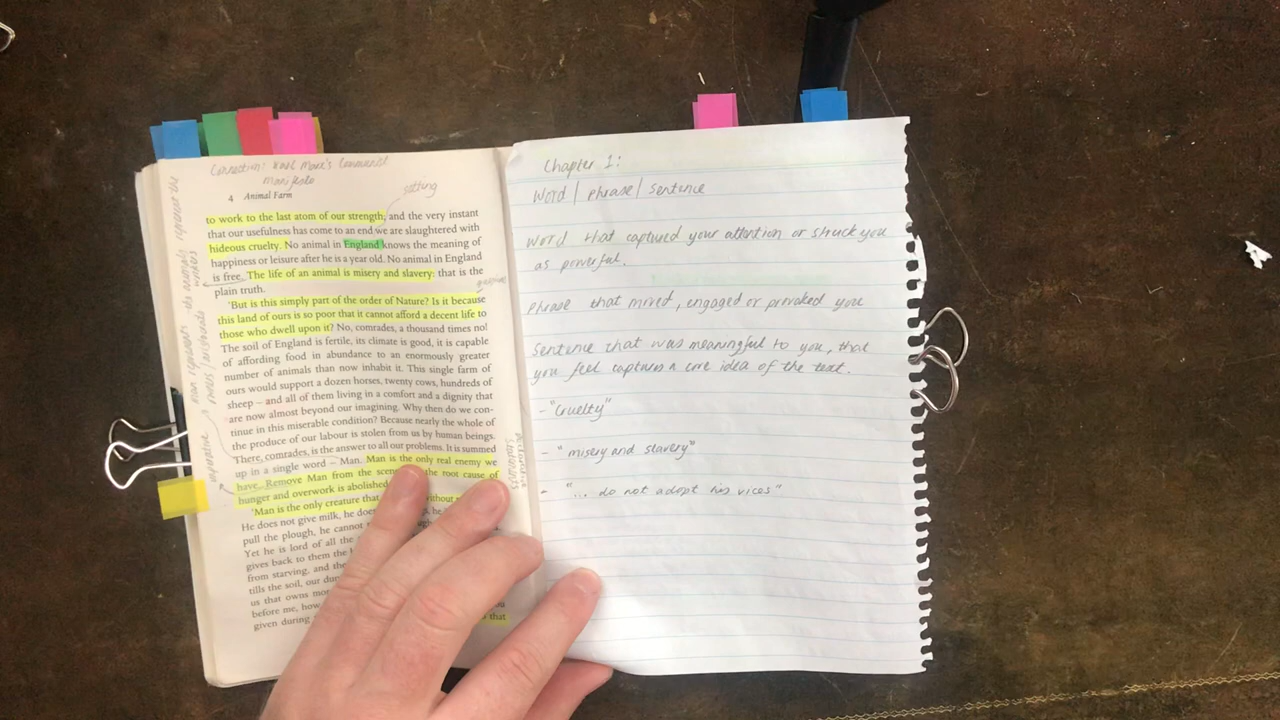 Connection: Karl Marx's Communist
Manifesto
setting
4 Animal Farm
to work to the last atom of our strength; and the very instant
that our usefulness has come to an end we are slaughtered with
hideous cruelty. No animal in England knows the meaning of
happiness or leisure after he is a year old. No animal in England
is free. The life of an animal is misery and slavery: that is the
plain truth.
'But is this simply part of the order of Nature? Is it because
this land of ours is so poor that it cannot afford a decent life to
those who dwell upon it? No, comrades, a thousand times no!
The soil of England is fertile, its climate is good, it is capable
of affording food in abundance to an enormously greater
number of animals than now inhabit it. This single farm of
ours would support a dozen horses, twenty cows, hundreds of
sheep – and all of them living in a comfort and a dignity that
are now almost beyond our imagining. Why then do we con-
tinue in this miserable condition? Because nearly the whole of
the produce of our labour is stolen from us by human beings.
There, comrades, is the answer to all our problems. It is summed
up in a single word – Man. Man is the only real enemy we
have. Remove Man from the the root cause of
hunger and overwork is abolished
'Man is the only creature that without
He does not give milk, he does he
pull the plough, he cannot
Yet he is lord of all the
gives back to them the
from starving, and the
tills the soil, our
us that owns
before me, how you
given during that
imperative
man represents the animals represent the
Chapter 1:
Word / phrase / sentence
Word that captured your attention or struck you
as powerful.
Phrase that moved, engaged or provoked you
Sentence that was meaningful to you, that
you feel captures a core idea of the text.
- "Cruelty"
- "misery and slavery"
- "... do not adopt his vices"